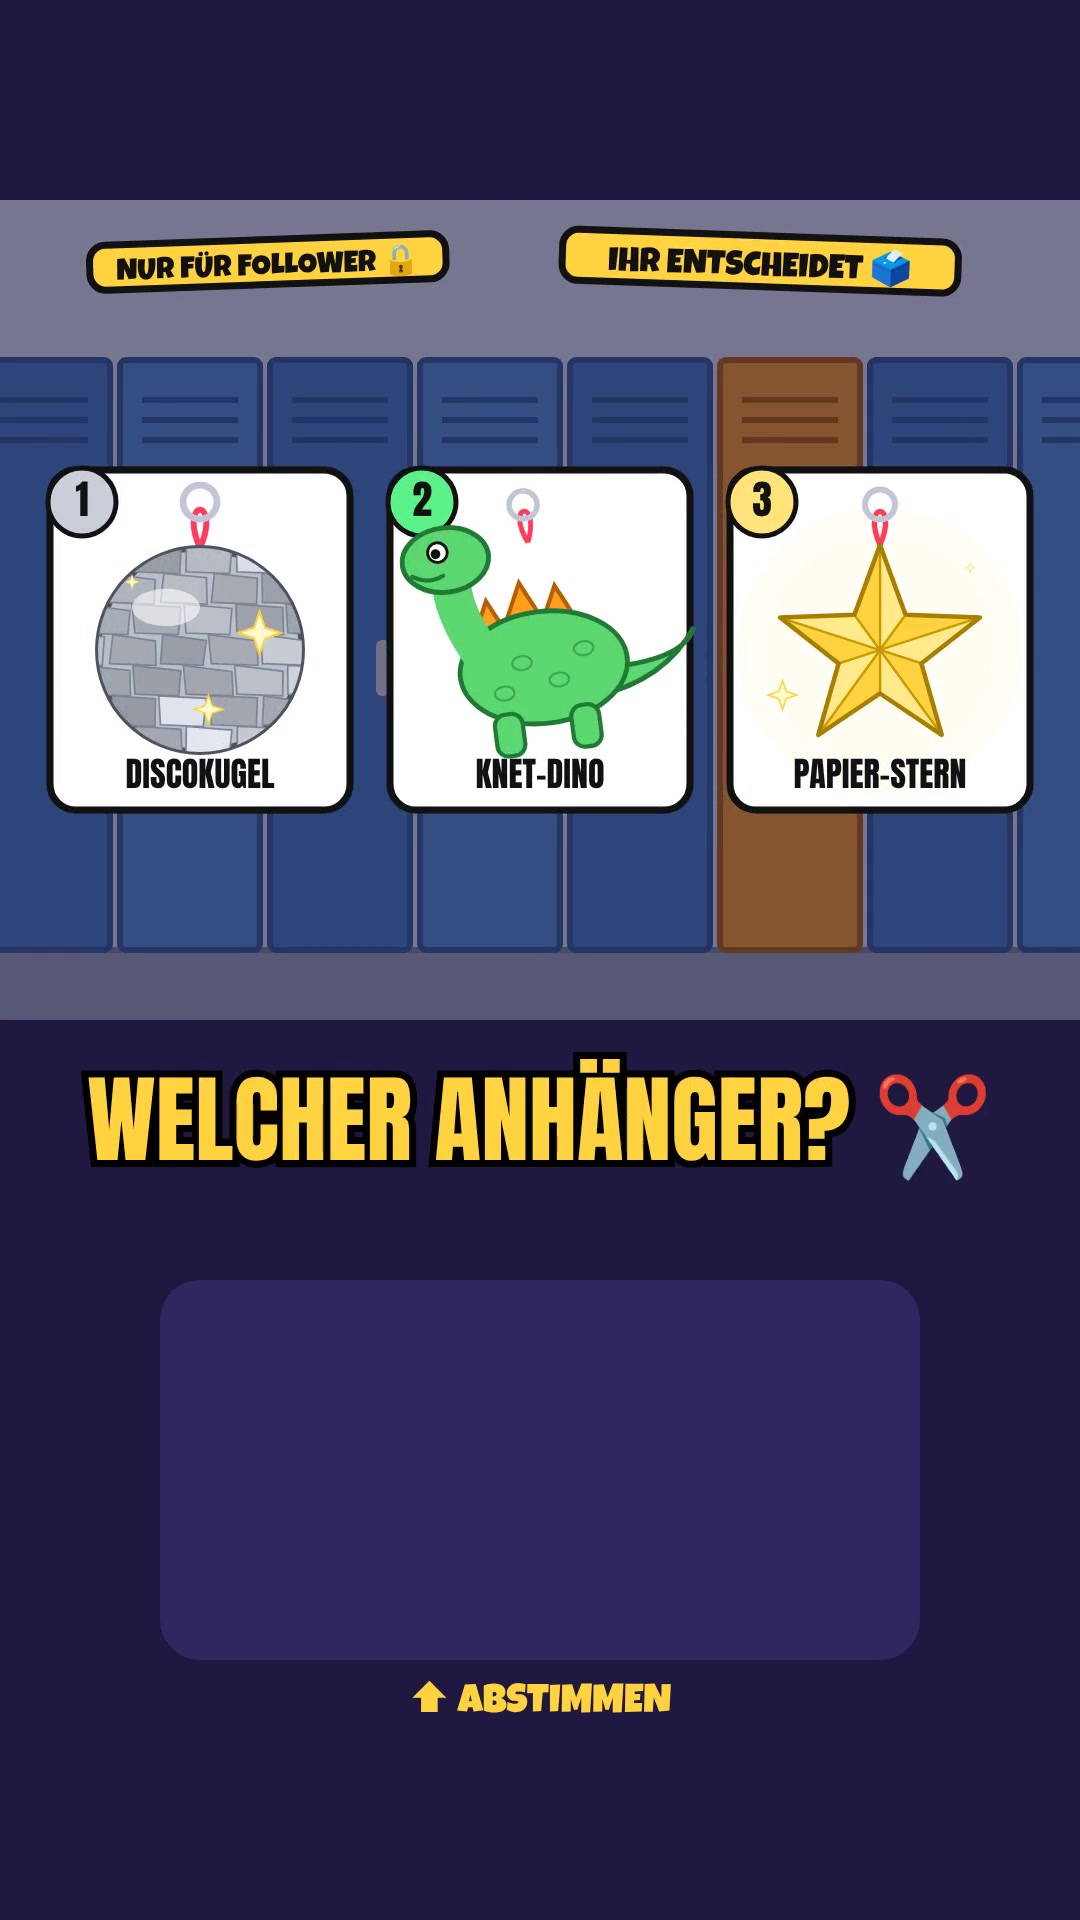 NUR FÜR FOLLOWER 🔒
IHR ENTSCHEIDET 🗳️
1
2
3
DISCOKUGEL
KNET-DINO
PAPIER-STERN
WELCHER ANHÄNGER? ✂️
⬆ ABSTIMMEN